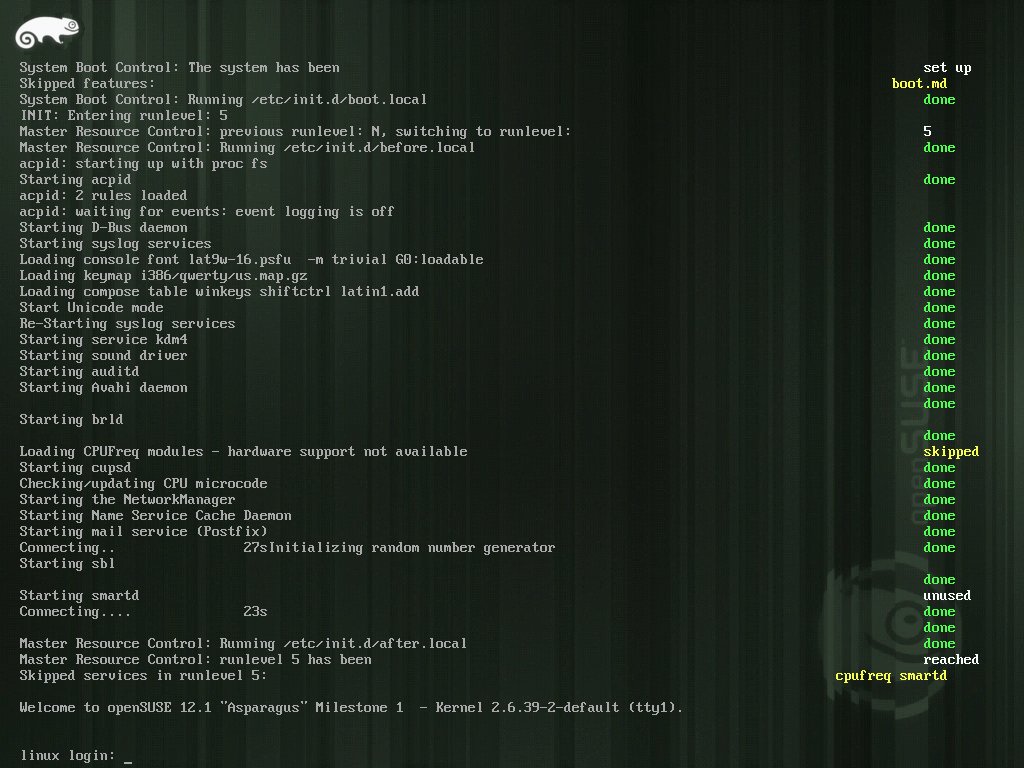 System Boot Control: The system has been set up
Skipped features: boot.md
System Boot Control: Running /etc/init.d/boot.local done
INIT: Entering runlevel: 5
Master Resource Control: previous runlevel: N, switching to runlevel: 5
Master Resource Control: Running /etc/init.d/before.local done
acpid: starting up with proc fs
Starting acpid done
acpid: 2 rules loaded
acpid: waiting for events: event logging is off
Starting D-Bus daemon done
Starting syslog services done
Loading console font lat9w-16.psfu  -m trivial G0:loadable done
Loading keymap i386/qwerty/us.map.gz done
Loading compose table winkeys shiftctrl latin1.add done
Start Unicode mode done
Re-Starting syslog services done
Starting service kdm4 done
Starting sound driver done
Starting auditd done
Starting Avahi daemon done
done
Starting brld
done
Loading CPUFreq modules - hardware support not available skipped
Starting cupsd done
Checking/updating CPU microcode done
Starting the NetworkManager done
Starting Name Service Cache Daemon done
Starting mail service (Postfix) done
Connecting.. 27sInitializing random number generator done
Starting sbl
done
Starting smartd unused
Connecting.... 23s done
done
Master Resource Control: Running /etc/init.d/after.local done
Master Resource Control: runlevel 5 has been reached
Skipped services in runlevel 5: cpufreq smartd
Welcome to openSUSE 12.1 "Asparagus" Milestone 1  - Kernel 2.6.39-2-default (tty1).
linux login: _
openSUSE